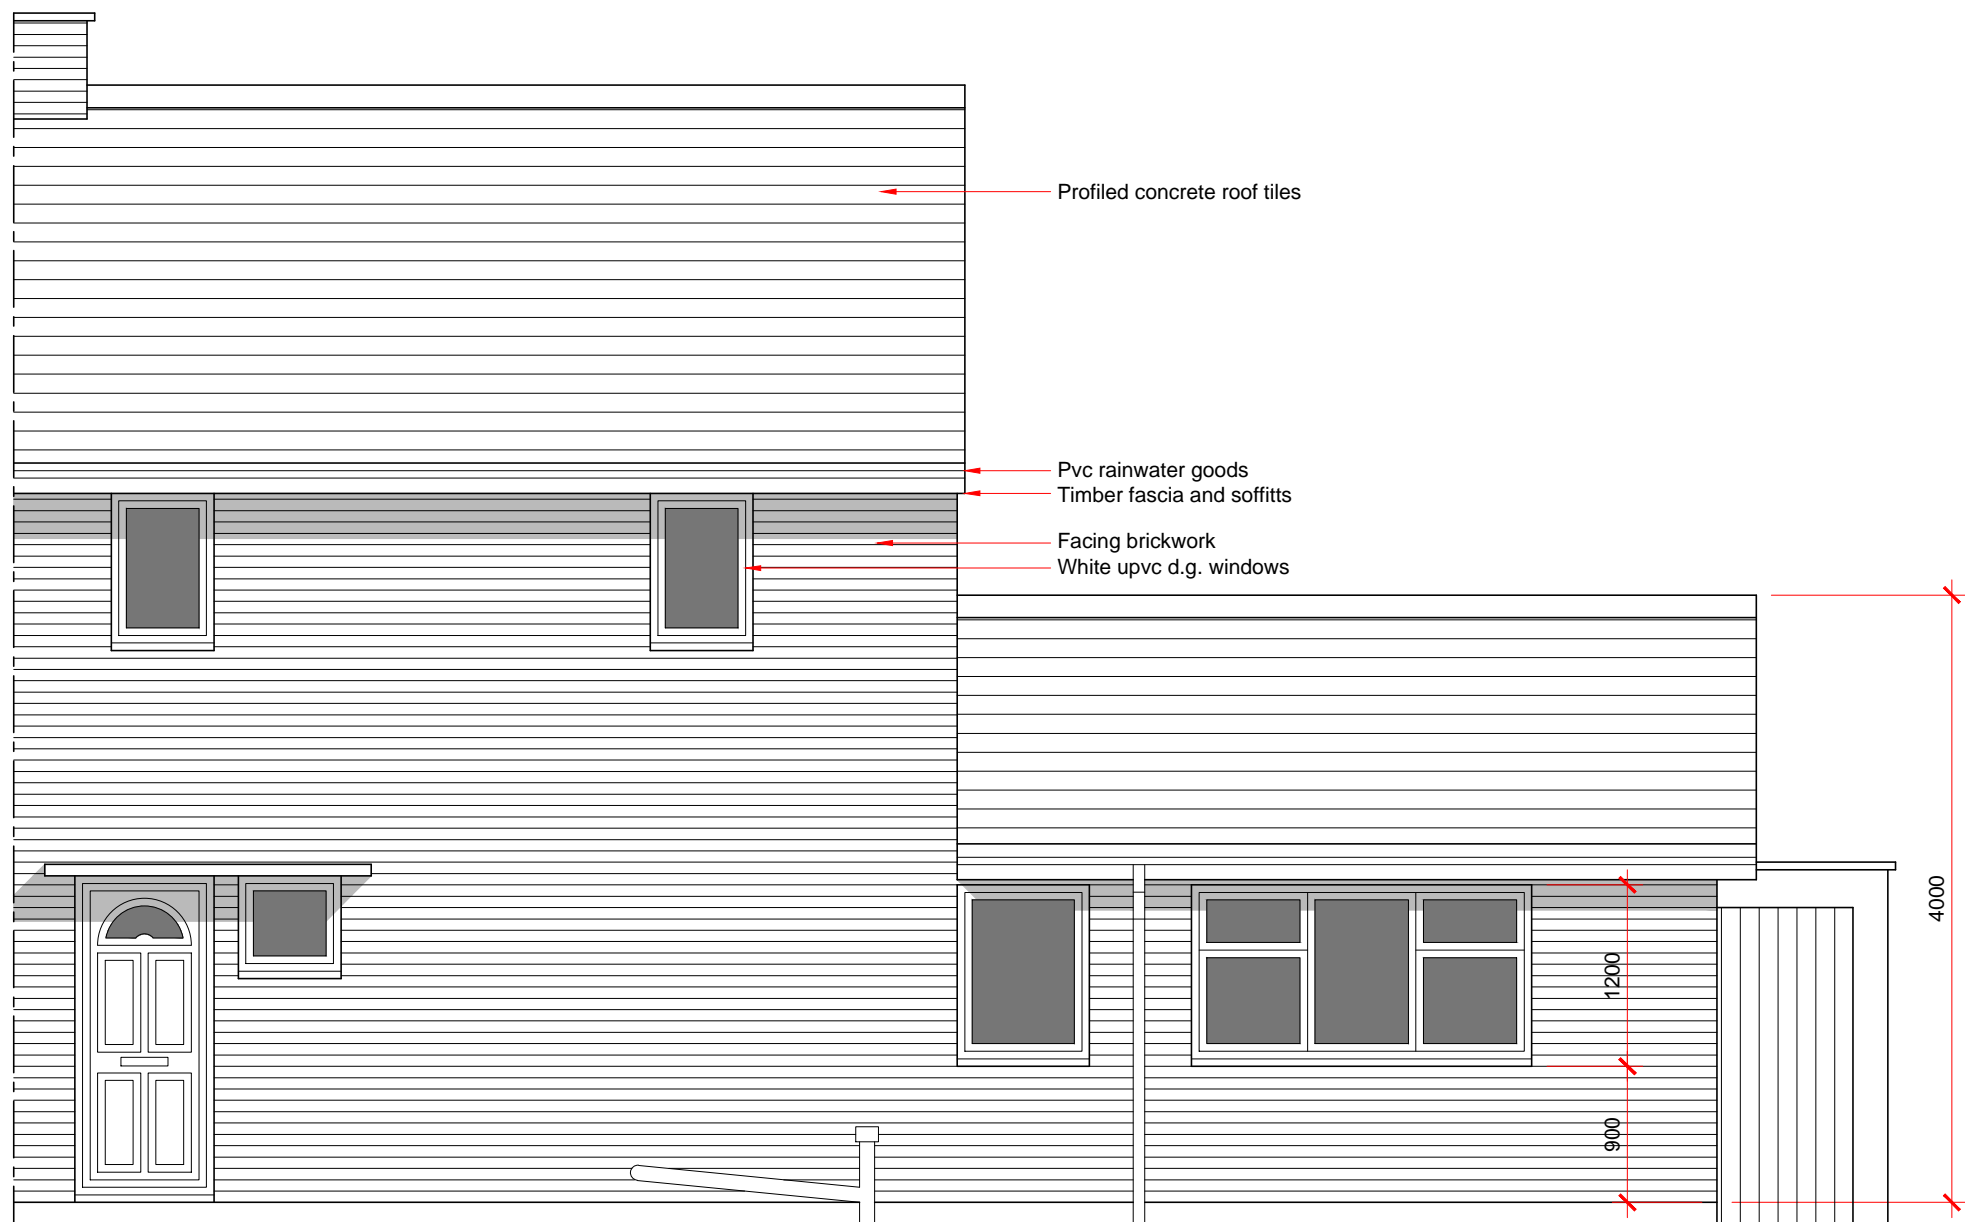 Profiled concrete roof tiles
Pvc rainwater goods
Timber fascia and soffitts
Facing brickwork
White upvc d.g. windows
4000
1200
900